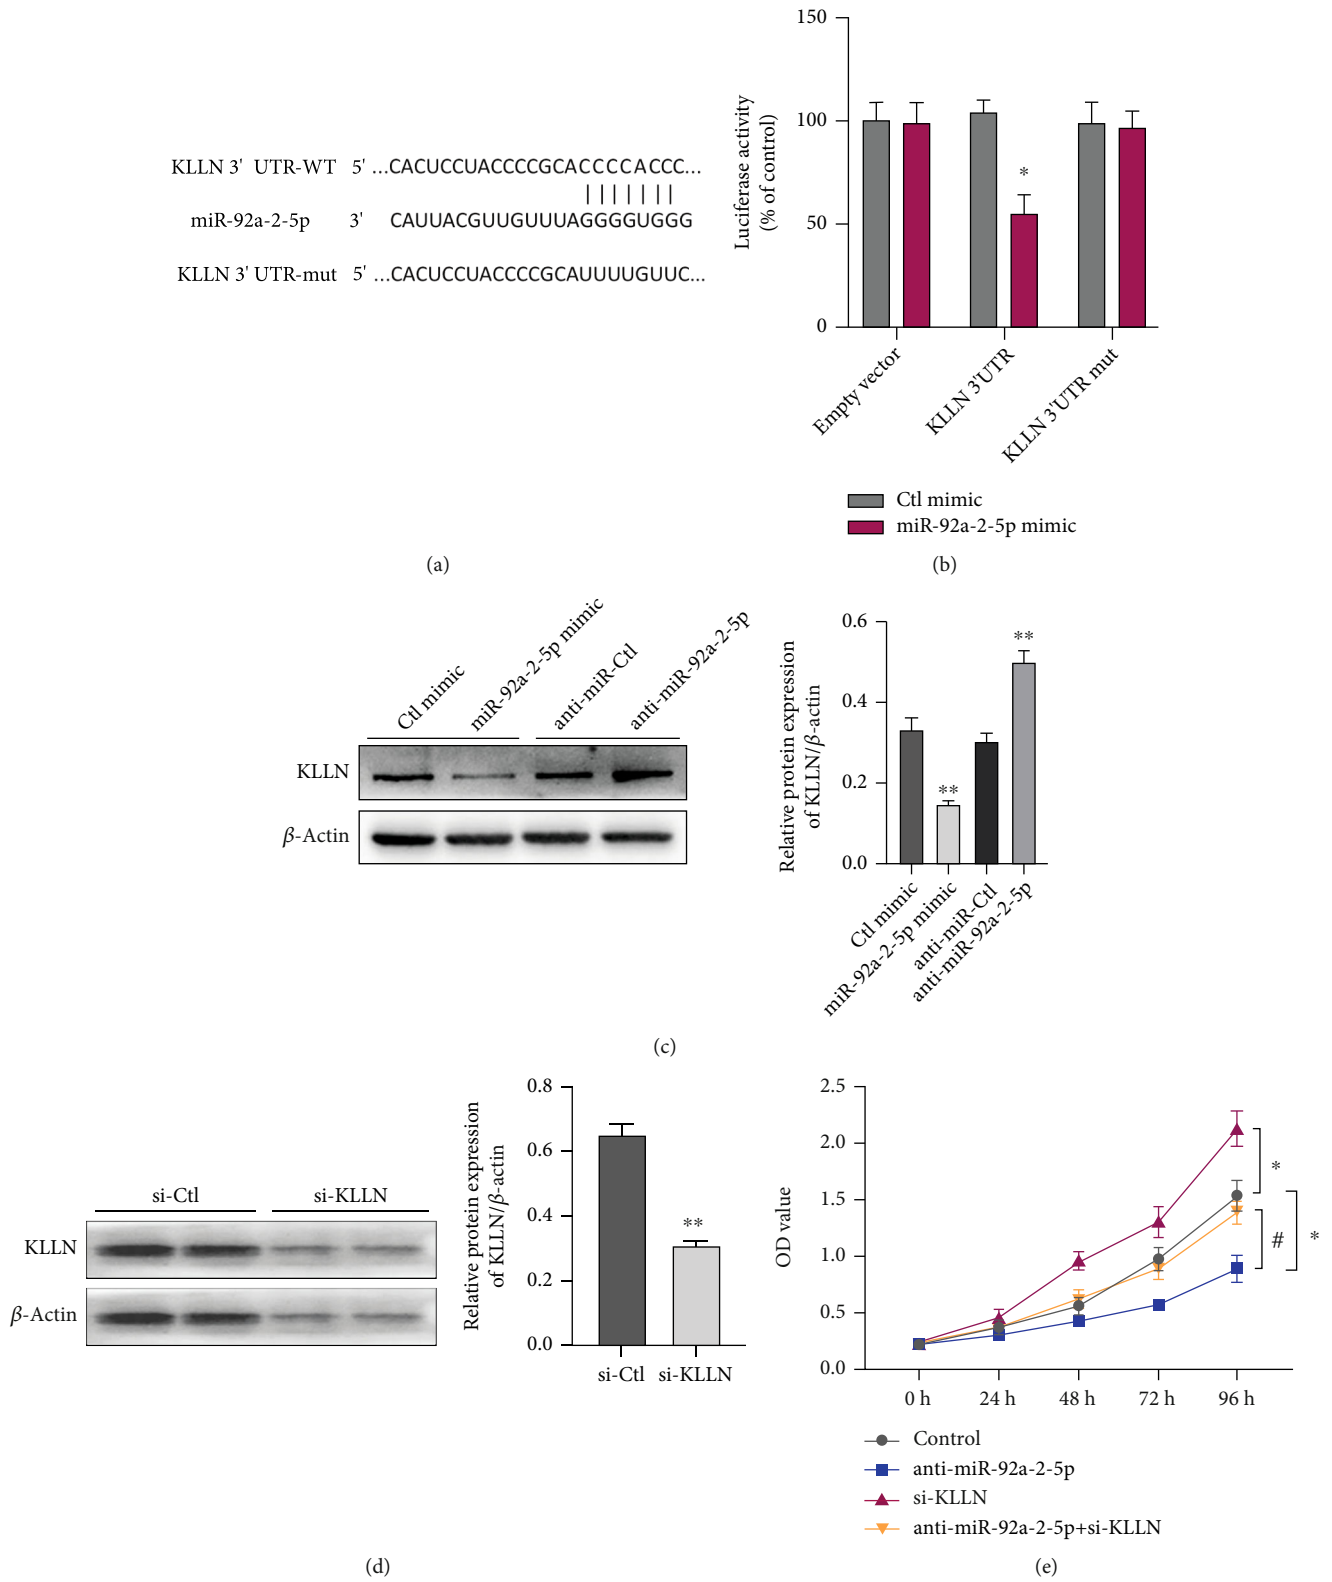 KLLN 3' UTR-WT 5' ...CACUCCUACCCCGCACCCCACCC...
miR-92a-2-5p 3' CAUUACGUUGUUUAGGGGUGGG
KLLN 3' UTR-mut 5' ...CACUCCUACCCCGCAUUUUGUUC...
(a)
Luciferase activity
(% of control)
150
100
50
0
*
Empty vector
KLLN 3'UTR
KLLN 3'UTR mut
Ctl mimic
miR-92a-2-5p mimic
(b)
Ctl mimic
miR-92a-2-5p mimic
anti-miR-Ctl
anti-miR-92a-2-5p
KLLN
β-Actin
Relative protein expression
of KLLN/β-actin
0.6
0.4
0.2
0.0
**
**
Ctl mimic
miR-92a-2-5p mimic
anti-miR-Ctl
anti-miR-92a-2-5p
(c)
si-Ctl si-KLLN
KLLN
β-Actin
Relative protein expression
of KLLN/β-actin
0.8
0.6
0.4
0.2
0.0
**
si-Ctl si-KLLN
(d)
OD value
2.5
2.0
1.5
1.0
0.5
0.0
*
#
*
0 h 24 h 48 h 72 h 96 h
Control
anti-miR-92a-2-5p
si-KLLN
anti-miR-92a-2-5p+si-KLLN
(e)